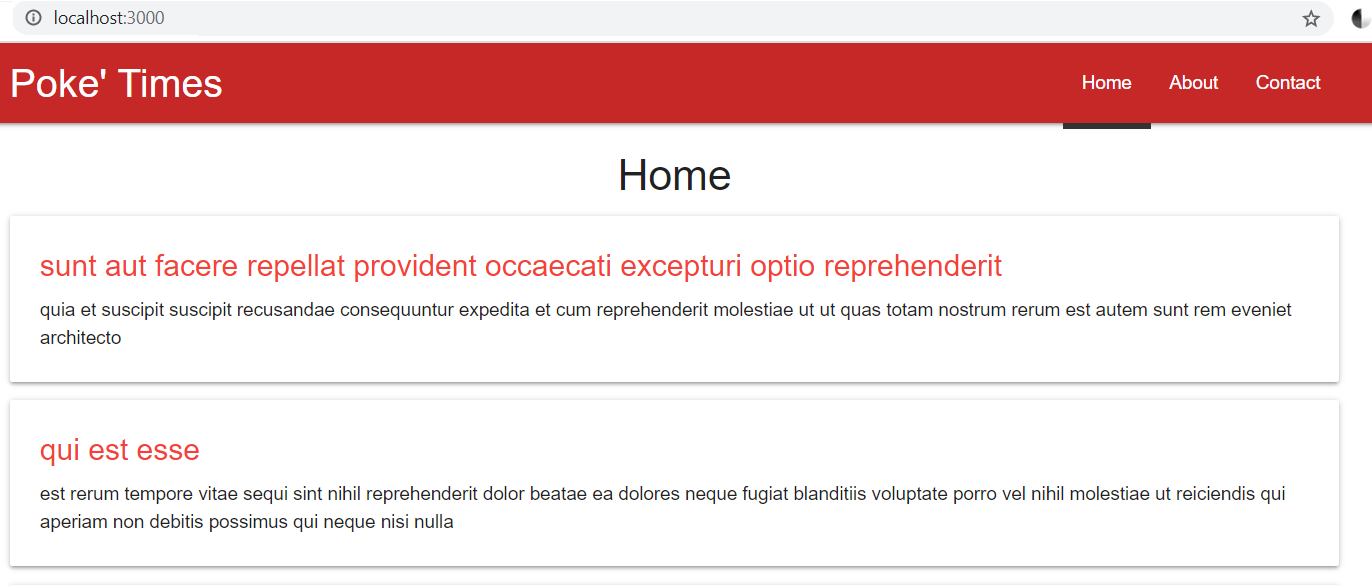 localhost:3000
Poke' Times
Home
About
Contact
Home
sunt aut facere repellat provident occaecati excepturi optio reprehenderit
quia et suscipit suscipit recusandae consequuntur expedita et cum reprehenderit molestiae ut ut quas totam nostrum rerum est autem sunt rem eveniet
architecto
qui est esse
est rerum tempore vitae sequi sint nihil reprehenderit dolor beatae ea dolores neque fugiat blanditiis voluptate porro vel nihil molestiae ut reiciendis qui
aperiam non debitis possimus qui neque nisi nulla